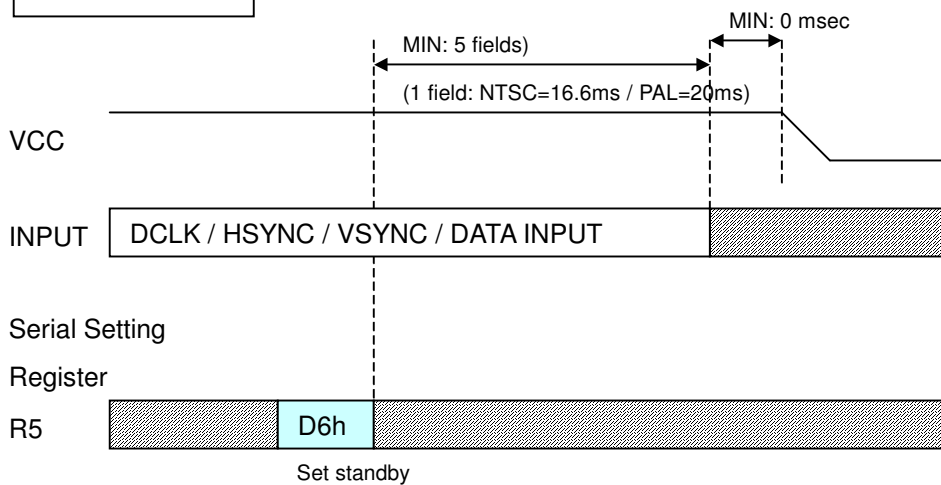 MIN: 0 msec
MIN: 5 fields)
(1 field: NTSC=16.6ms / PAL=20ms)
VCC
INPUT DCLK / HSYNC / VSYNC / DATA INPUT
Serial Setting
Register
R5 D6h
Set standby